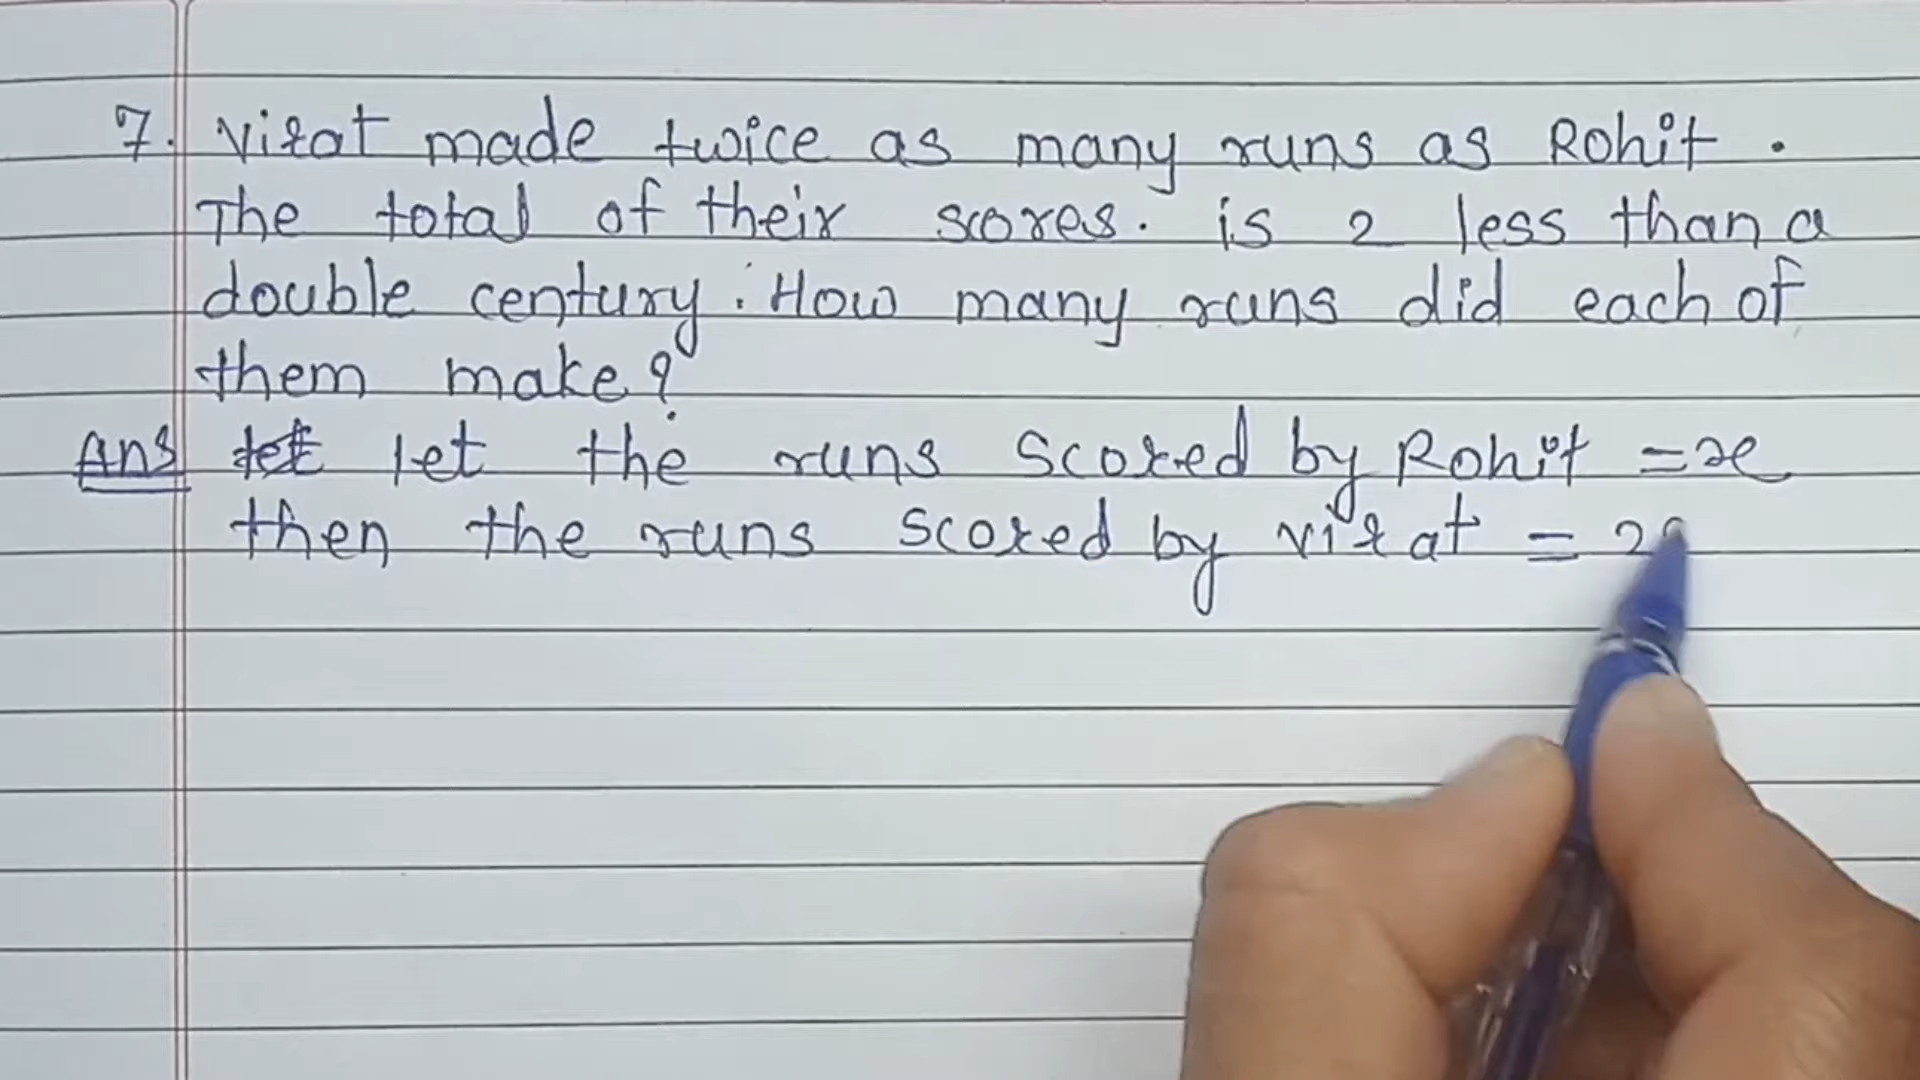 7. Virat made twice as many runs as Rohit.
The total of their scores. is 2 less than a
double century. How many runs did each of
them make?
Ans let let the runs Scored by Rohit = x
then the runs Scored by virat = 2